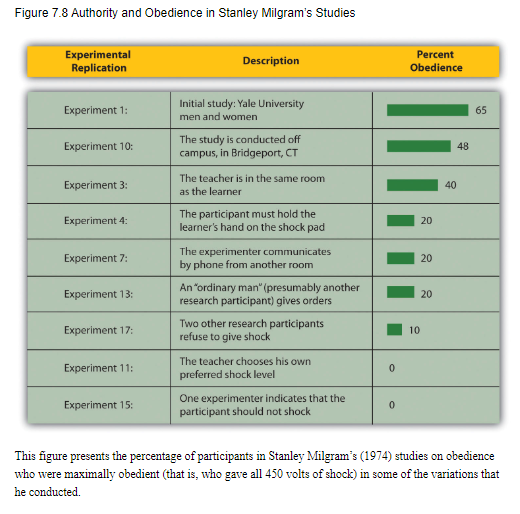 Figure 7.8 Authority and Obedience in Stanley Milgram's Studies
Experimental
Replication
Description
Percent
Obedience
Experiment 1:
Initial study: Yale University
men and women
65
Experiment 10:
The study is conducted off
campus, in Bridgeport, CT
48
Experiment 3:
The teacher is in the same room
as the learner
40
Experiment 4:
The participant must hold the
learner's hand on the shock pad
20
Experiment 7:
The experimenter communicates
by phone from another room
20
Experiment 13:
An "ordinary man" (presumably another
research participant) gives orders
20
Experiment 17:
Two other research participants
refuse to give shock
10
Experiment 11:
The teacher chooses his own
preferred shock level
0
Experiment 15:
One experimenter indicates that the
participant should not shock
0
This figure presents the percentage of participants in Stanley Milgram's (1974) studies on obedience
who were maximally obedient (that is, who gave all 450 volts of shock) in some of the variations that
he conducted.